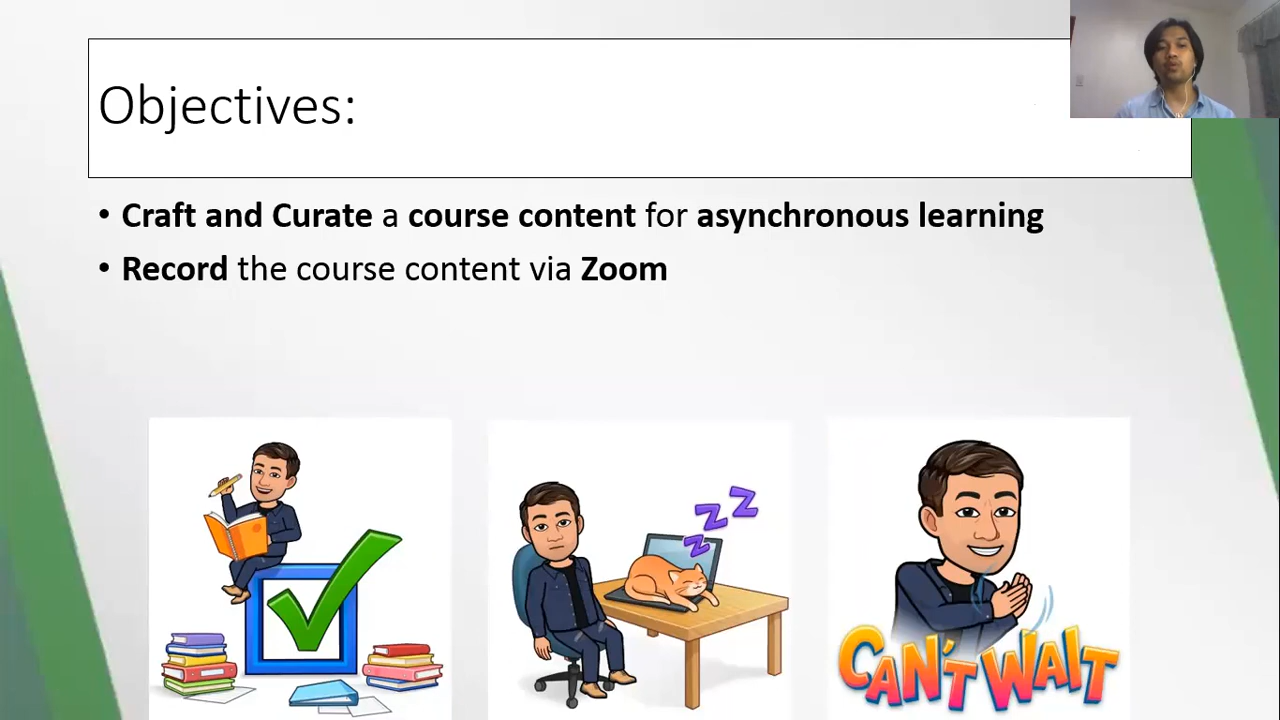 Objectives:
• Craft and Curate a course content for asynchronous learning
• Record the course content via Zoom
Z Z Z
CAN'T WAIT